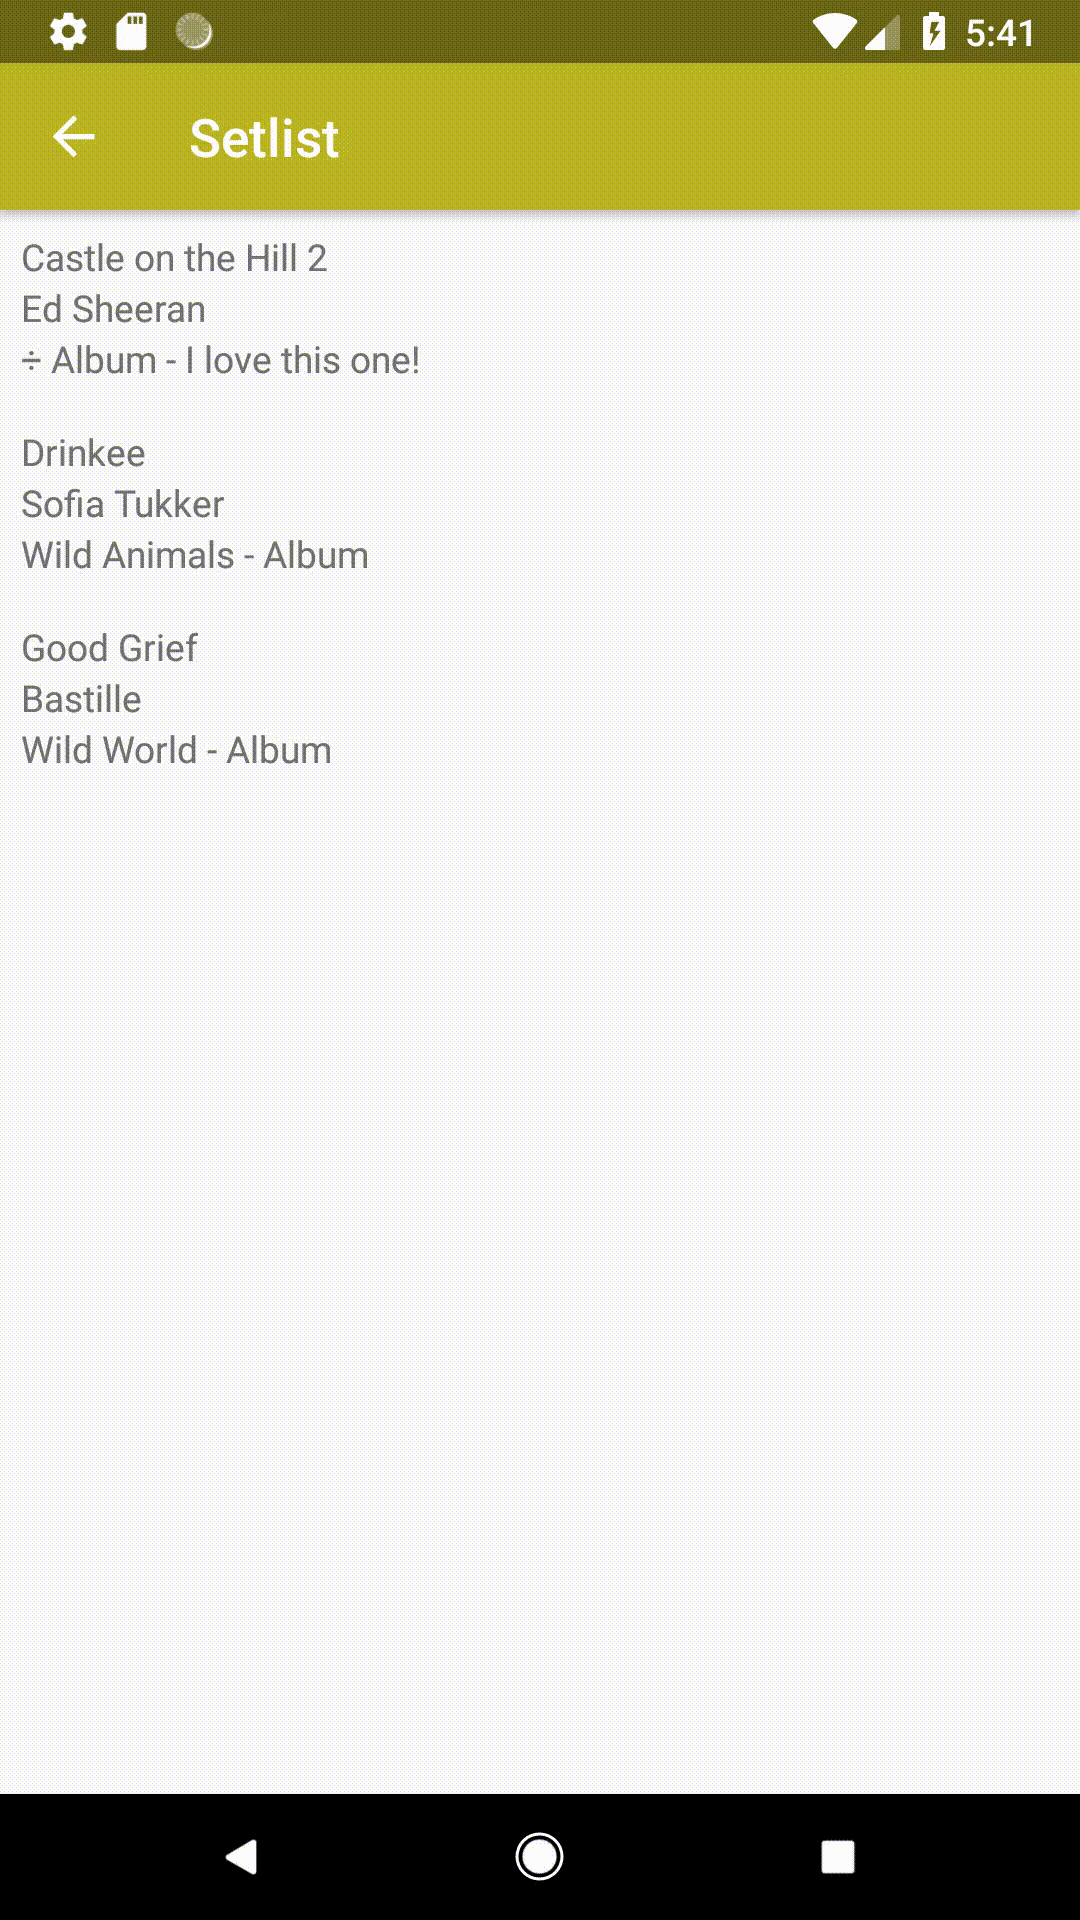 5:41
Setlist
Castle on the Hill 2
Ed Sheeran
÷ Album - I love this one!
Drinkee
Sofia Tukker
Wild Animals - Album
Good Grief
Bastille
Wild World - Album